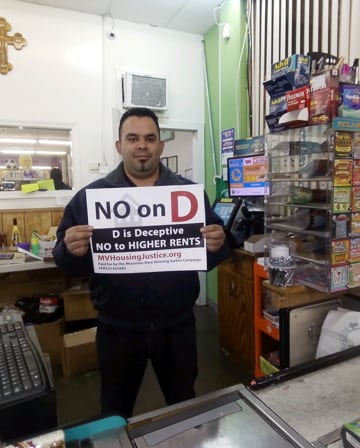 NO on D
D is Deceptive
NO to HIGHER RENTS
MVHousingJustice.org
Paid for by the Mountain View Housing Justice Campaign